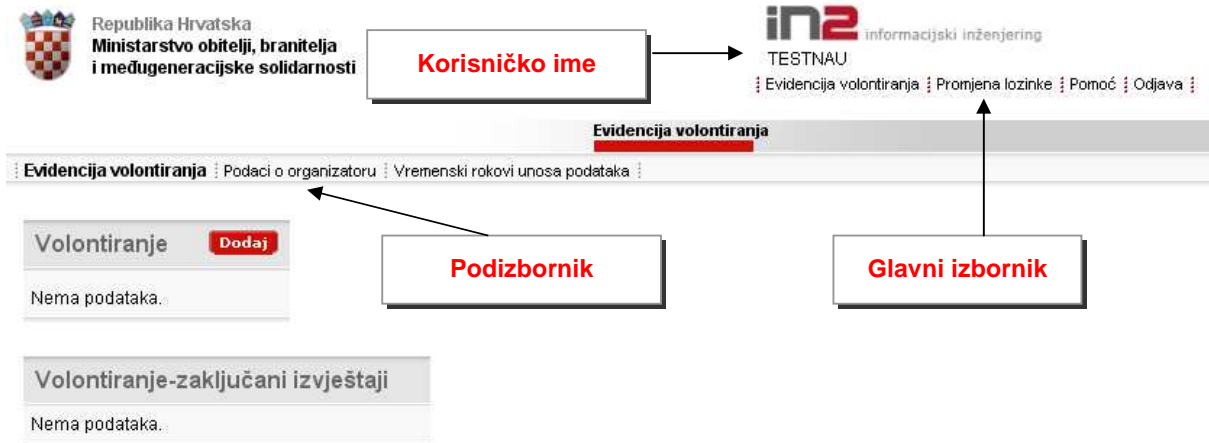 Republika Hrvatska
Ministarstvo obitelji, branitelja
i međugeneracijske solidarnosti
Korisničko ime
in2 informacijski inženjering
TESTNAU
Evidencija volontiranja Promjena lozinke Pomoć Odjava
Evidencija volontiranja
Evidencija volontiranja Podaci o organizatoru Vremenski rokovi unosa podataka
Volontiranje Dodaj
Nema podataka.
Podizbornik
Glavni izbornik
Volontiranje-zaključani izvještaji
Nema podataka.